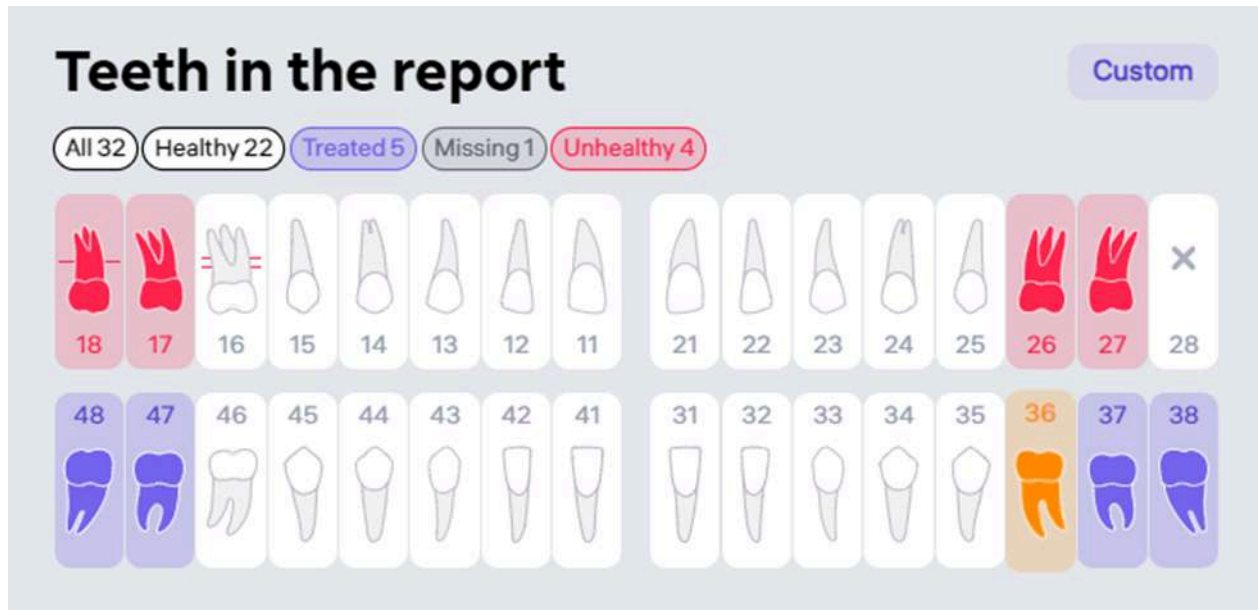 Teeth in the report
Custom
All 32 Healthy 22 Treated 5 Missing 1 Unhealthy 4
18 17 16 15 14 13 12 11 21 22 23 24 25 26 27 28
48 47 46 45 44 43 42 41 31 32 33 34 35 36 37 38